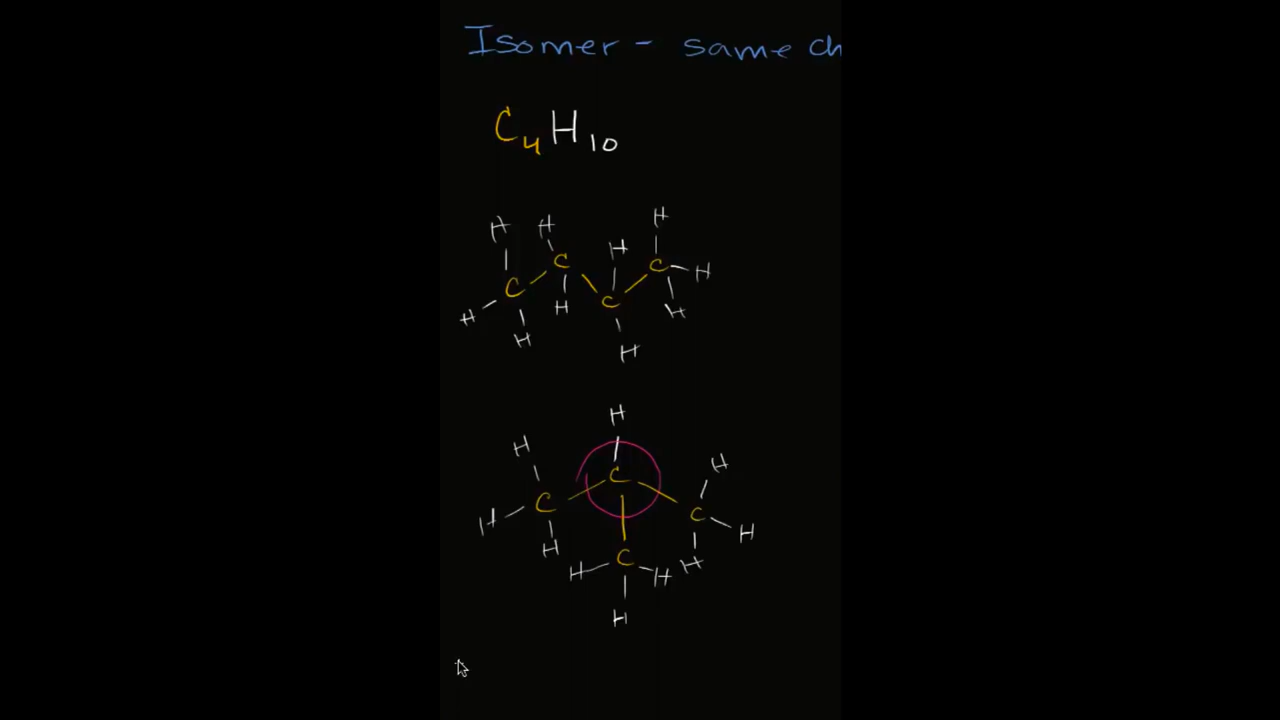 Isomer - same ch
C4H10
H H H H
C C H C H
H H C H
H H
H
H H
C
H C C
H H H
C H
H H
H